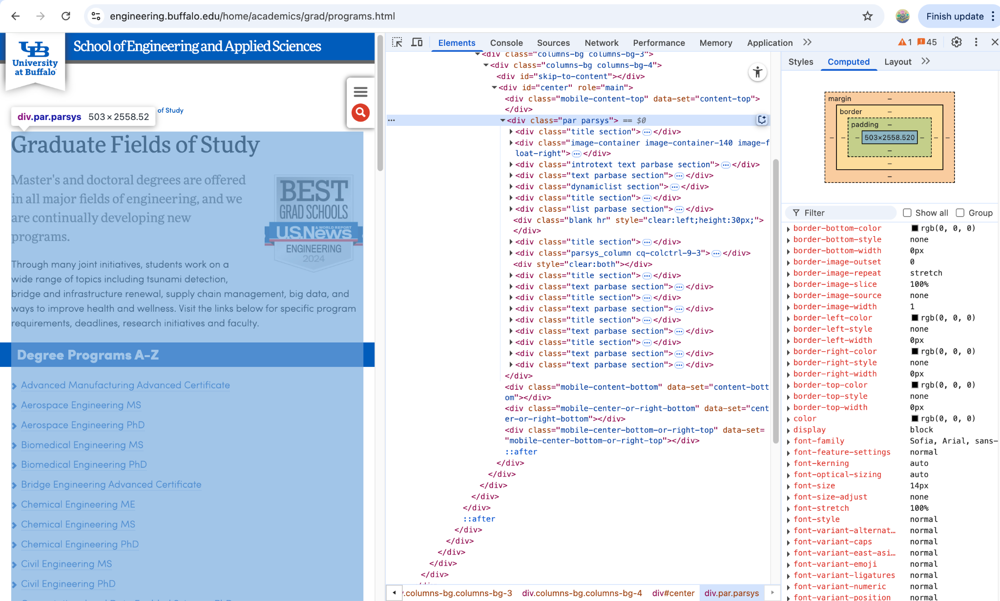 engineering.buffalo.edu/home/academics/grad/programs.html
Finish update
University
at Buffalo
School of Engineering and Applied Sciences
of Study
div.par.parsys 503 × 2558.52
Graduate Fields of Study
Master's and doctoral degrees are offered
in all major fields of engineering, and we
are continually developing new
programs.
BEST
GRAD SCHOOLS
U.S.News
& WORLD REPORT
ENGINEERING
2024
Through many joint initiatives, students work on a
wide range of topics including tsunami detection,
bridge and infrastructure renewal, supply chain management, big data, and
ways to improve health and wellness. Visit the links below for specific program
requirements, deadlines, research initiatives and faculty.
Degree Programs A-Z
Advanced Manufacturing Advanced Certificate
Aerospace Engineering MS
Aerospace Engineering PhD
Biomedical Engineering MS
Biomedical Engineering PhD
Bridge Engineering Advanced Certificate
Chemical Engineering ME
Chemical Engineering MS
Chemical Engineering PhD
Civil Engineering MS
Civil Engineering PhD
Elements Console Sources Network Performance Memory Application 1 45
<div class="columns-bg columns-bg-3">
<div class="columns-bg columns-bg-4">
<div id="skip-to-content"></div>
<div id="center" role="main">
<div class="mobile-content-top" data-set="content-top">
</div>
<div class="par parsys"> == $0
<div class="title section"> </div>
<div class="image-container image-container-140 image-f
loat-right"> </div>
<div class="introtext text parbase section"> </div>
<div class="text parbase section"> </div>
<div class="dynamiclist section"> </div>
<div class="title section"> </div>
<div class="list parbase section"> </div>
<div class="blank hr" style="clear:left;height:30px;">
</div>
<div class="title section"> </div>
<div class="parsys_column cq-colctrl-9-3"> </div>
<div style="clear:both"></div>
<div class="title section"> </div>
<div class="text parbase section"> </div>
<div class="title section"> </div>
<div class="text parbase section"> </div>
<div class="title section"> </div>
<div class="text parbase section"> </div>
<div class="title section"> </div>
<div class="text parbase section"> </div>
<div class="text parbase section"> </div>
</div>
<div class="mobile-content-bottom" data-set="content-bott
om"></div>
<div class="mobile-center-or-right-bottom" data-set="cent
er-or-right-bottom"></div>
<div class="mobile-center-bottom-or-right-top" data-set=
"mobile-center-bottom-or-right-top"></div>
::after
</div>
</div>
</div>
</div>
</div>
::after
</div>
</div>
</div>
</div>
</div>
.columns-bg.columns-bg-3 div.columns-bg.columns-bg-4 div#center div.par.parsys
Styles Computed Layout
margin –
border –
padding –
– – – 503×2558.520 – – –
–
–
–
Filter Show all Group
border-bottom-color rgb(0, 0, 0)
border-bottom-style none
border-bottom-width 0px
border-image-outset 0
border-image-repeat stretch
border-image-slice 100%
border-image-source none
border-image-width 1
border-left-color rgb(0, 0, 0)
border-left-style none
border-left-width 0px
border-right-color rgb(0, 0, 0)
border-right-style none
border-right-width 0px
border-top-color rgb(0, 0, 0)
border-top-style none
border-top-width 0px
color rgb(0, 0, 0)
display block
font-family Sofia, Arial, sans-
font-feature-settings normal
font-kerning auto
font-optical-sizing auto
font-size 14px
font-size-adjust none
font-stretch 100%
font-style normal
font-variant-alternat… normal
font-variant-caps normal
font-variant-east-asi… normal
font-variant-emoji normal
font-variant-ligatures normal
font-variant-numeric normal
font-variant-position normal